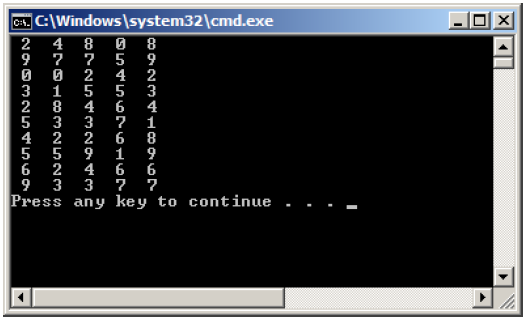 C:\Windows\system32\cmd.exe
2 4 8 0 8
9 7 7 5 9
0 0 2 4 2
3 1 5 5 3
2 8 4 6 4
5 3 3 7 1
4 2 2 6 8
5 5 9 1 9
6 2 4 6 6
9 3 3 7 7
Press any key to continue . . . _